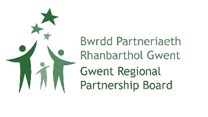 Bwrdd Partneriaeth
Rhanbarthol Gwent
Gwent Regional
Partnership Board